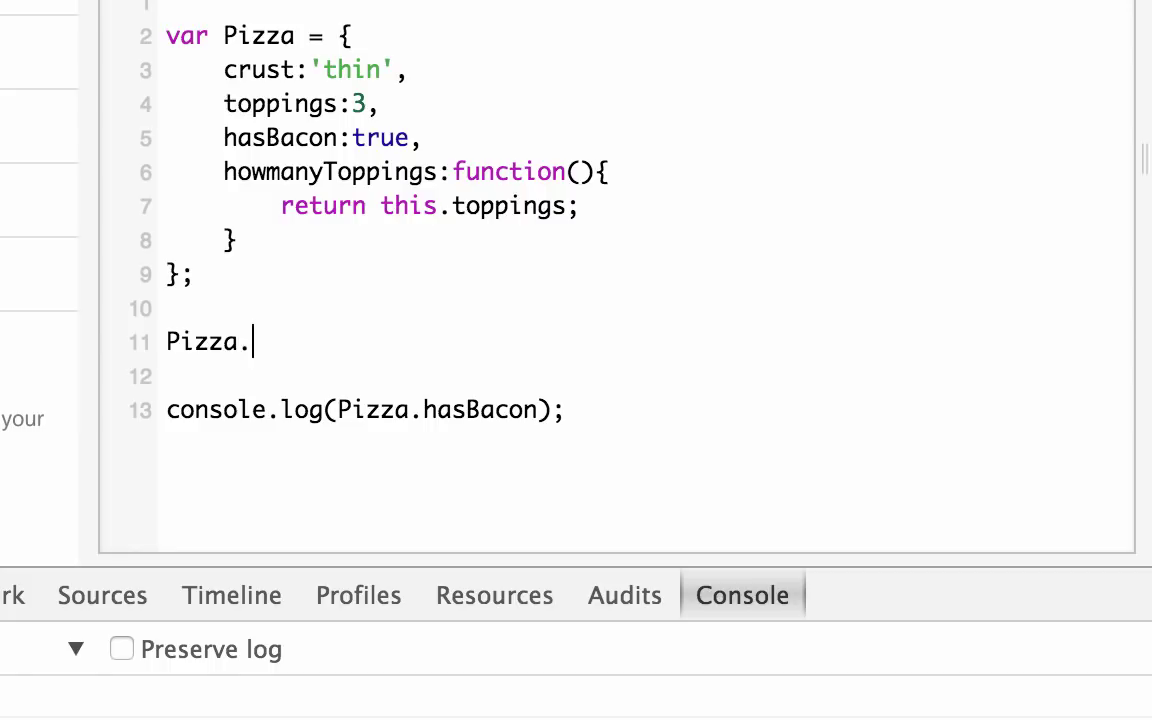 1
2 var Pizza = {
3 crust:'thin',
4 toppings:3,
5 hasBacon:true,
6 howmanyToppings:function(){
7 return this.toppings;
8 }
9 };
10
11 Pizza.
12
13 console.log(Pizza.hasBacon);
your
rk Sources Timeline Profiles Resources Audits Console
▼ Preserve log